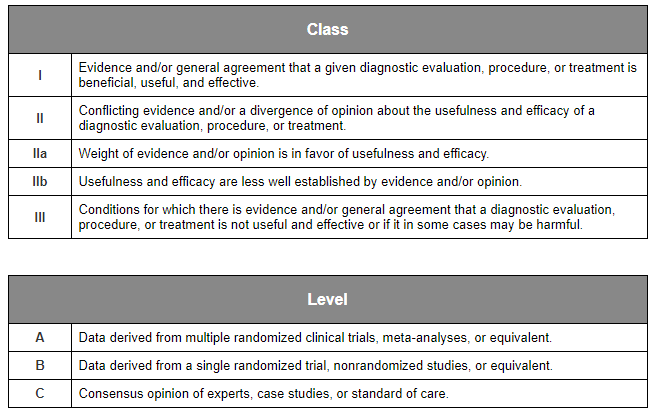 Class
I
Evidence and/or general agreement that a given diagnostic evaluation, procedure, or treatment is
beneficial, useful, and effective.
II
Conflicting evidence and/or a divergence of opinion about the usefulness and efficacy of a
diagnostic evaluation, procedure, or treatment.
IIa
Weight of evidence and/or opinion is in favor of usefulness and efficacy.
IIb
Usefulness and efficacy are less well established by evidence and/or opinion.
III
Conditions for which there is evidence and/or general agreement that a diagnostic evaluation,
procedure, or treatment is not useful and effective or if it in some cases may be harmful.
Level
A
Data derived from multiple randomized clinical trials, meta-analyses, or equivalent.
B
Data derived from a single randomized trial, nonrandomized studies, or equivalent.
C
Consensus opinion of experts, case studies, or standard of care.